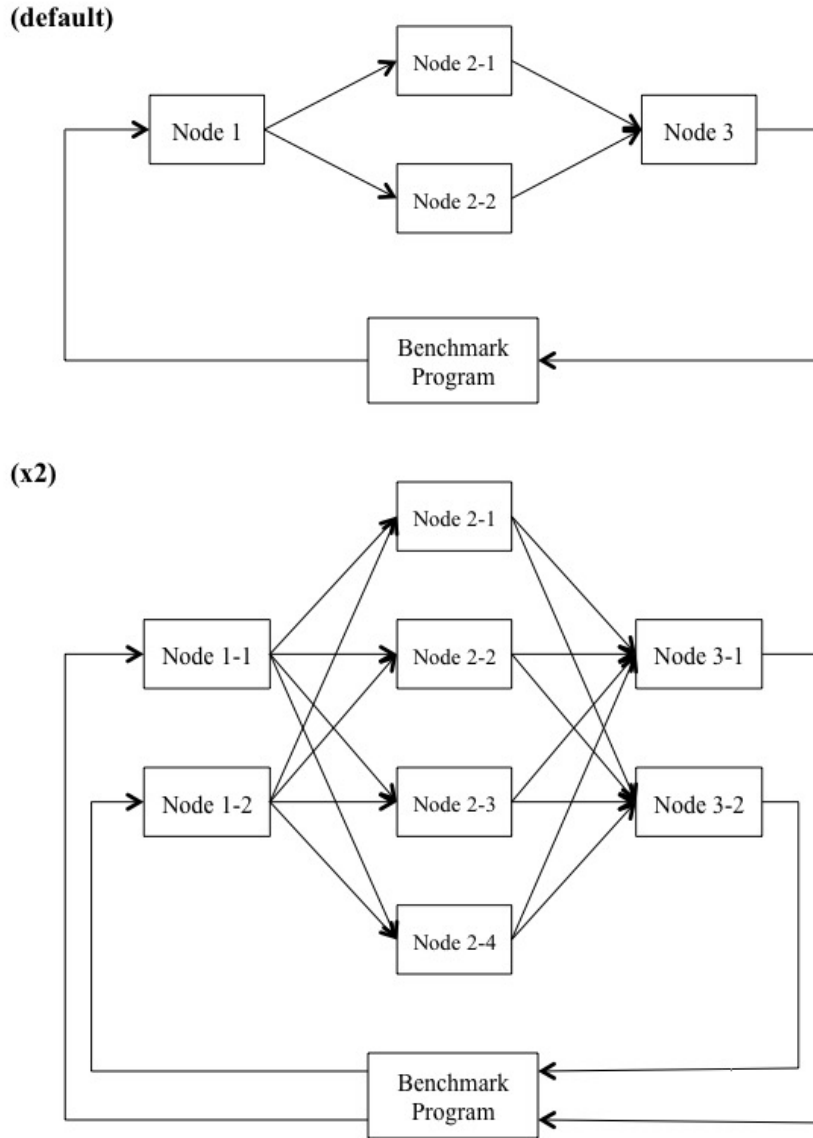 (default)
Node 2-1
Node 1
Node 3
Node 2-2
Benchmark
Program
(x2)
Node 2-1
Node 1-1
Node 2-2
Node 3-1
Node 1-2
Node 2-3
Node 3-2
Node 2-4
Benchmark
Program